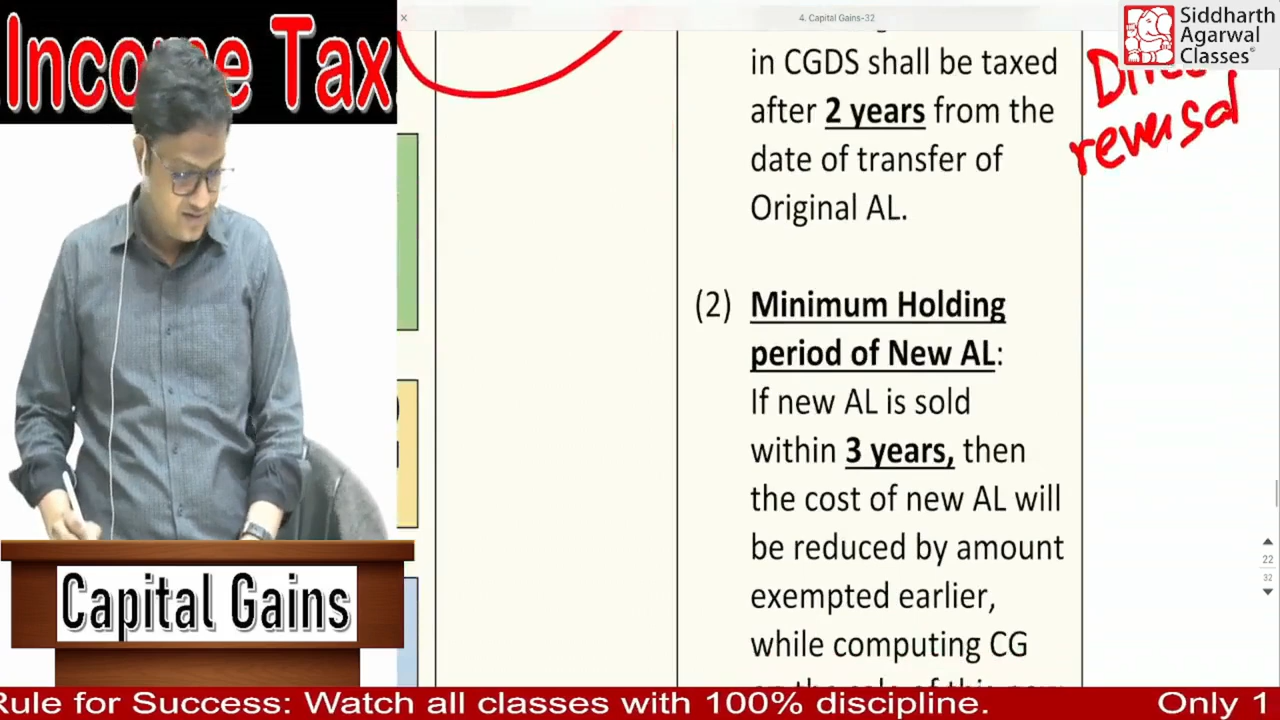 Income Tax
4. Capital Gains-32
Siddharth
Agarwal
Classes
in CGDS shall be taxed
after 2 years from the
date of transfer of
Original AL.
reversal
(2) Minimum Holding
period of New AL:
If new AL is sold
within 3 years, then
the cost of new AL will
be reduced by amount
exempted earlier,
while computing CG
22
32
Capital Gains
Rule for Success: Watch all classes with 100% discipline.
Only 1